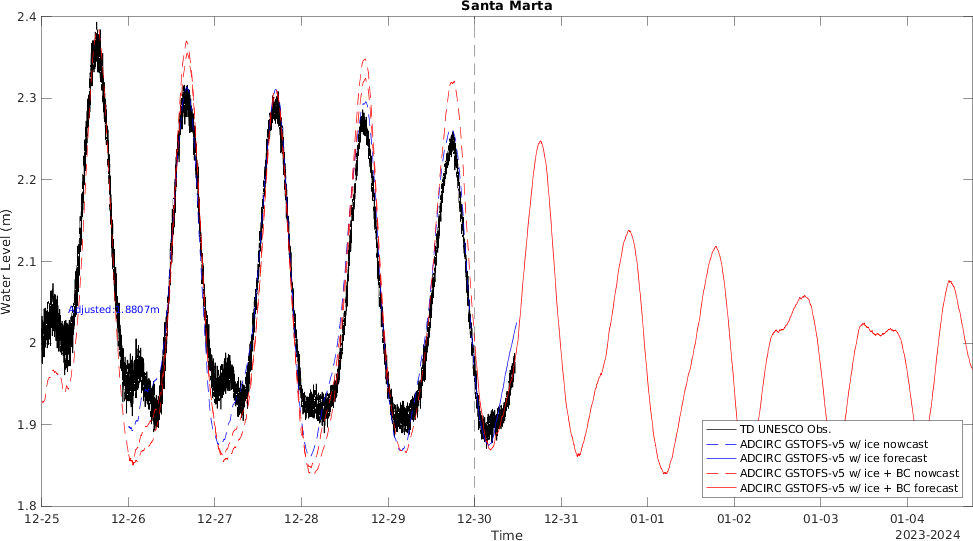 Santa Marta
2.4
2.3
2.2
2.1
2
1.9
1.8
Water Level (m)
Adjusted:1.8807m
12-25
12-26
12-27
12-28
12-29
12-30
12-31
01-01
01-02
01-03
01-04
Time
2023-2024
TD UNESCO Obs.
ADCIRC GSTOFS-v5 w/ ice nowcast
ADCIRC GSTOFS-v5 w/ ice forecast
ADCIRC GSTOFS-v5 w/ ice + BC nowcast
ADCIRC GSTOFS-v5 w/ ice + BC forecast